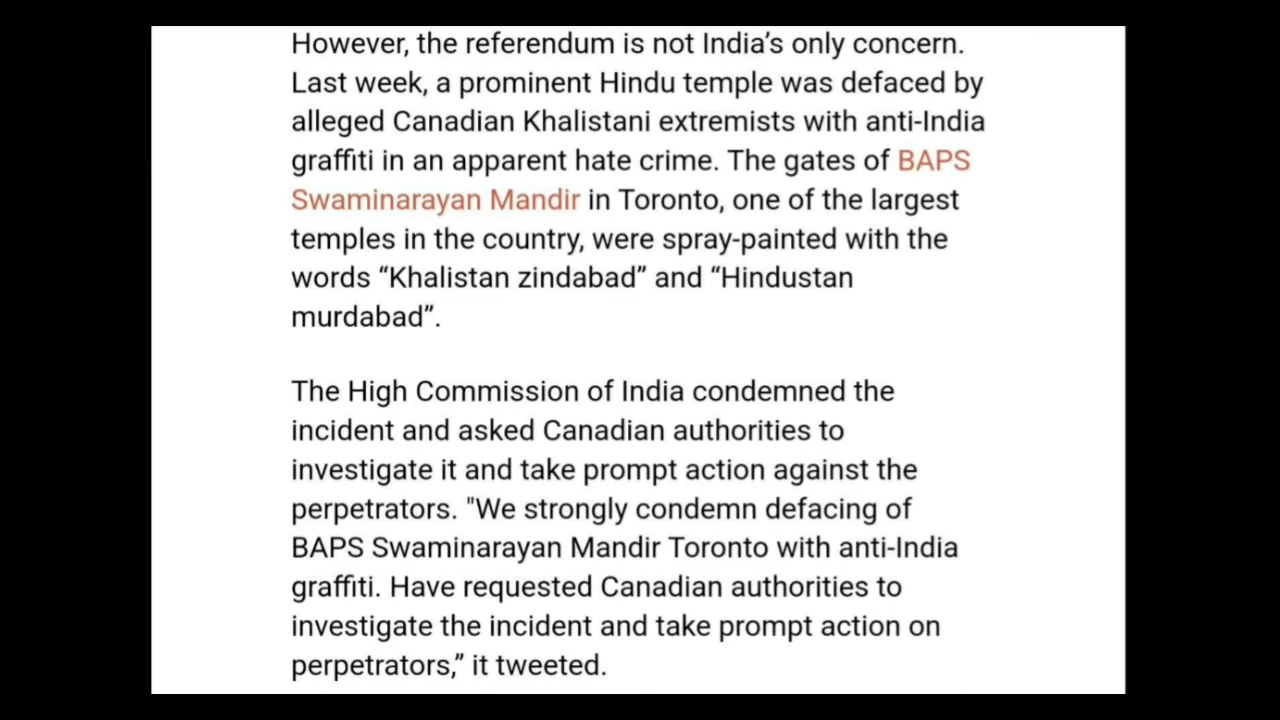 However, the referendum is not India’s only concern.
Last week, a prominent Hindu temple was defaced by
alleged Canadian Khalistani extremists with anti-India
graffiti in an apparent hate crime. The gates of BAPS
Swaminarayan Mandir in Toronto, one of the largest
temples in the country, were spray-painted with the
words “Khalistan zindabad” and “Hindustan
murdabad”.
The High Commission of India condemned the
incident and asked Canadian authorities to
investigate it and take prompt action against the
perpetrators. "We strongly condemn defacing of
BAPS Swaminarayan Mandir Toronto with anti-India
graffiti. Have requested Canadian authorities to
investigate the incident and take prompt action on
perpetrators,” it tweeted.